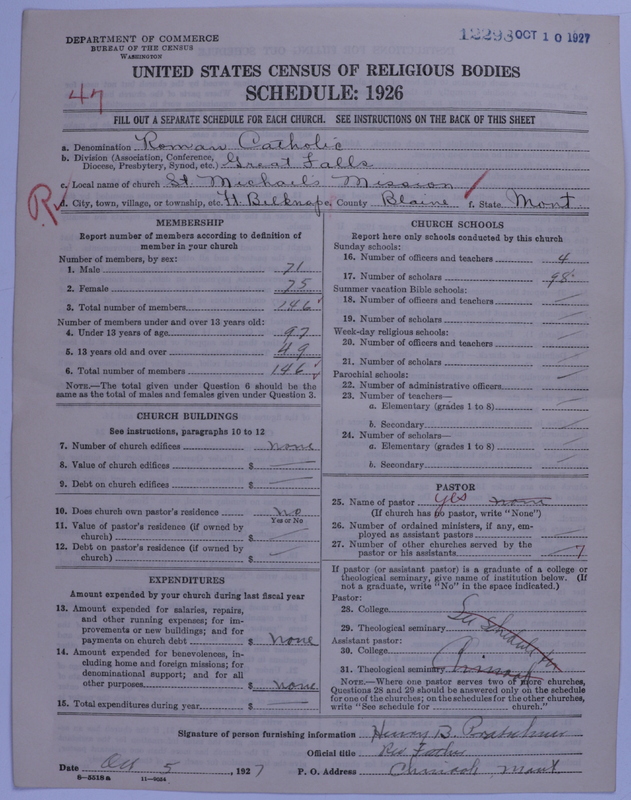 DEPARTMENT OF COMMERCE
BUREAU OF THE CENSUS
WASHINGTON
12293 OCT 10 1927
UNITED STATES CENSUS OF RELIGIOUS BODIES
SCHEDULE: 1926
47
FILL OUT A SEPARATE SCHEDULE FOR EACH CHURCH. SEE INSTRUCTIONS ON THE BACK OF THIS SHEET
a. Denomination Roman Catholic
b. Division (Association, Conference, Diocese, Presbytery, Synod, etc.) Great Falls
c. Local name of church St. Michael's Mission
R
d. City, town, village, or township, etc. Ft. Belknap e. County Blaine f. State Mont
MEMBERSHIP
Report number of members according to definition of
member in your church
Number of members, by sex:
1. Male 71
2. Female 75
3. Total number of members 146
Number of members under and over 13 years old:
4. Under 13 years of age 97
5. 13 years old and over 49
6. Total number of members 146
NOTE.—The total given under Question 6 should be
same as the total of males and females given under Question 3.
CHURCH BUILDINGS
See instructions, paragraphs 10 to 12
7. Number of church edifices none
8. Value of church edifices $
9. Debt on church edifices $
10. Does church own pastor's residence No
Yes or No
11. Value of pastor's residence (if owned by
church) $
12. Debt on pastor's residence (if owned by
church) $
EXPENDITURES
Amount expended by your church during last fiscal year
13. Amount expended for salaries, repairs,
and other running expenses; for im-
provements or new buildings; and for
payments on church debt $ none
14. Amount expended for benevolences, in-
cluding home and foreign missions; for
denominational support; and for all
other purposes $ none
15. Total expenditures during year $
CHURCH SCHOOLS
Report here only schools conducted by this church
Sunday schools:
16. Number of officers and teachers 4
17. Number of scholars 98
Summer vacation Bible schools:
18. Number of officers and teachers
19. Number of scholars
Week-day religious schools:
20. Number of officers and teachers
21. Number of scholars
Parochial schools:
22. Number of administrative officers
23. Number of teachers—
a. Elementary (grades 1 to 8)
b. Secondary
24. Number of scholars—
a. Elementary (grades 1 to 8)
b. Secondary
PASTOR
25. Name of pastor yes none
(If church has no pastor, write "None")
26. Number of ordained ministers, if any, em-
ployed as assistant pastors
27. Number of other churches served by the
pastor or his assistants 7
If pastor (or assistant pastor) is a graduate of a college or
theological seminary, give name of institution below. (If
not a graduate, write "No" in the space indicated.)
Pastor:
28. College
29. Theological seminary See Schedule for
Assistant pastor:
30. College
31. Theological seminary Chinook
NOTE.—Where one pastor serves two or more churches,
Questions 28 and 29 should be answered only on the schedule
for one of the churches; on the schedules for the other churches,
write "See schedule for church."
Signature of person furnishing information Henry B.
Official title Rev. Father
Date Oct 5, 1927 P. O. Address Chinook Mont
6-5518a 11-9034